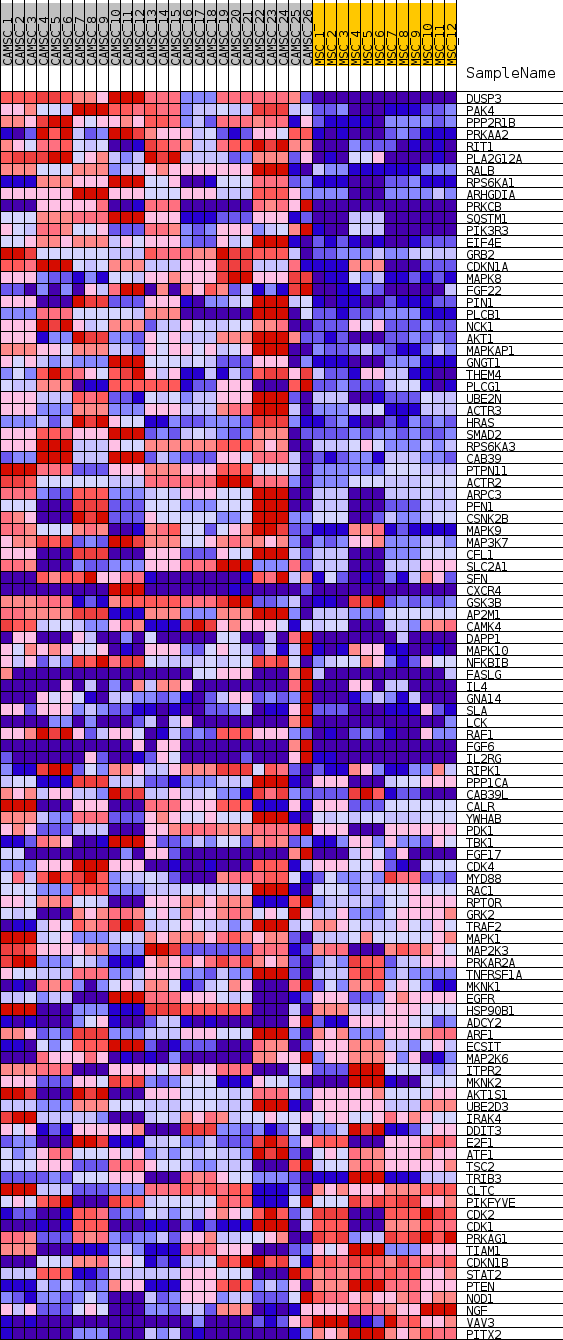 CAMSC_1
CAMSC_2
CAMSC_3
CAMSC_4
CAMSC_5
CAMSC_6
CAMSC_7
CAMSC_8
CAMSC_9
CAMSC_10
CAMSC_11
CAMSC_12
CAMSC_13
CAMSC_14
CAMSC_15
CAMSC_16
CAMSC_17
CAMSC_18
CAMSC_19
CAMSC_20
CAMSC_21
CAMSC_22
CAMSC_23
CAMSC_24
CAMSC_25
CAMSC_26
MSC_1
MSC_2
MSC_3
MSC_4
MSC_5
MSC_6
MSC_7
MSC_8
MSC_9
MSC_10
MSC_11
MSC_12
SampleName
DUSP3
PAK4
PPP2R1B
PRKAA2
RIT1
PLA2G12A
RALB
RPS6KA1
ARHGDIA
PRKCB
SQSTM1
PIK3R3
EIF4E
GRB2
CDKN1A
MAPK8
FGF22
PIN1
PLCB1
NCK1
AKT1
MAPKAP1
GNGT1
THEM4
PLCG1
UBE2N
ACTR3
HRAS
SMAD2
RPS6KA3
CAB39
PTPN11
ACTR2
ARPC3
PFN1
CSNK2B
MAPK9
MAP3K7
CFL1
SLC2A1
SFN
CXCR4
GSK3B
AP2M1
CAMK4
DAPP1
MAPK10
NFKBIB
FASLG
IL4
GNA14
SLA
LCK
RAF1
FGF6
IL2RG
RIPK1
PPP1CA
CAB39L
CALR
YWHAB
PDK1
TBK1
FGF17
CDK4
MYD88
RAC1
RPTOR
GRK2
TRAF2
MAPK1
MAP2K3
PRKAR2A
TNFRSF1A
MKNK1
EGFR
HSP90B1
ADCY2
ARF1
ECSIT
MAP2K6
ITPR2
MKNK2
AKT1S1
UBE2D3
IRAK4
DDIT3
E2F1
ATF1
TSC2
TRIB3
CLTC
PIKFYVE
CDK2
CDK1
PRKAG1
TIAM1
CDKN1B
STAT2
PTEN
NOD1
NGF
VAV3
PITX2